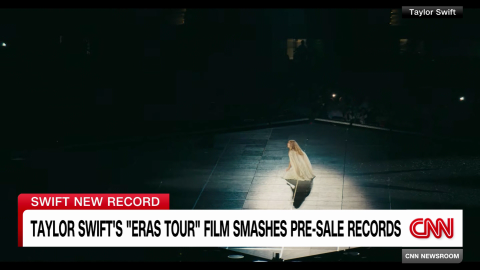 Taylor Swift
SWIFT NEW RECORD
TAYLOR SWIFT'S "ERAS TOUR" FILM SMASHES PRE-SALE RECORDS
CNN
CNN NEWSROOM